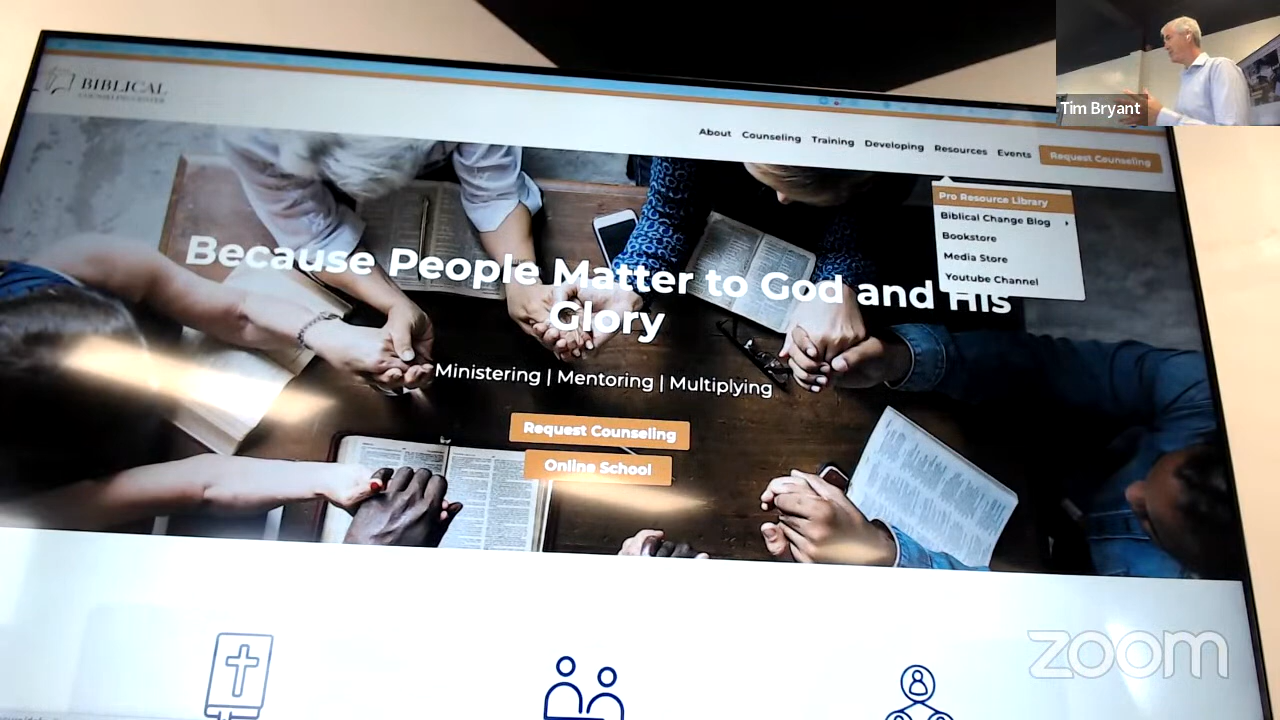 Tim Bryant
BIBLICAL
COUNSELING CENTER
About Counseling Training Developing Resources Events Request Counseling
Pro Resource Library
Biblical Change Blog
Bookstore
Media Store
Youtube Channel
Because People Matter to God and His
Glory
Ministering | Mentoring | Multiplying
Request Counseling
Online School
zoom